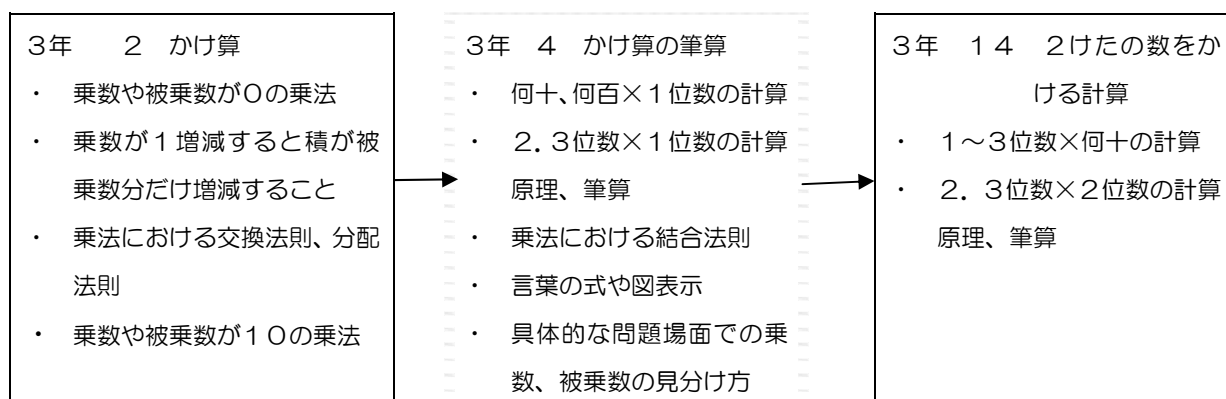 3年　2　かけ算
・　乗数や被乗数が0の乗法
・　乗数が1増減すると積が被
乗数分だけ増減すること
・　乗法における交換法則、分配
法則
・　乗数や被乗数が10の乗法
3年　4　かけ算の筆算
・　何十、何百×1位数の計算
・　2．3位数×1位数の計算
原理、筆算
・　乗法における結合法則
・　言葉の式や図表示
・　具体的な問題場面での乗
数、被乗数の見分け方
3年　14　2けたの数をか
ける計算
・　1～3位数×何十の計算
・　2．3位数×2位数の計算
原理、筆算